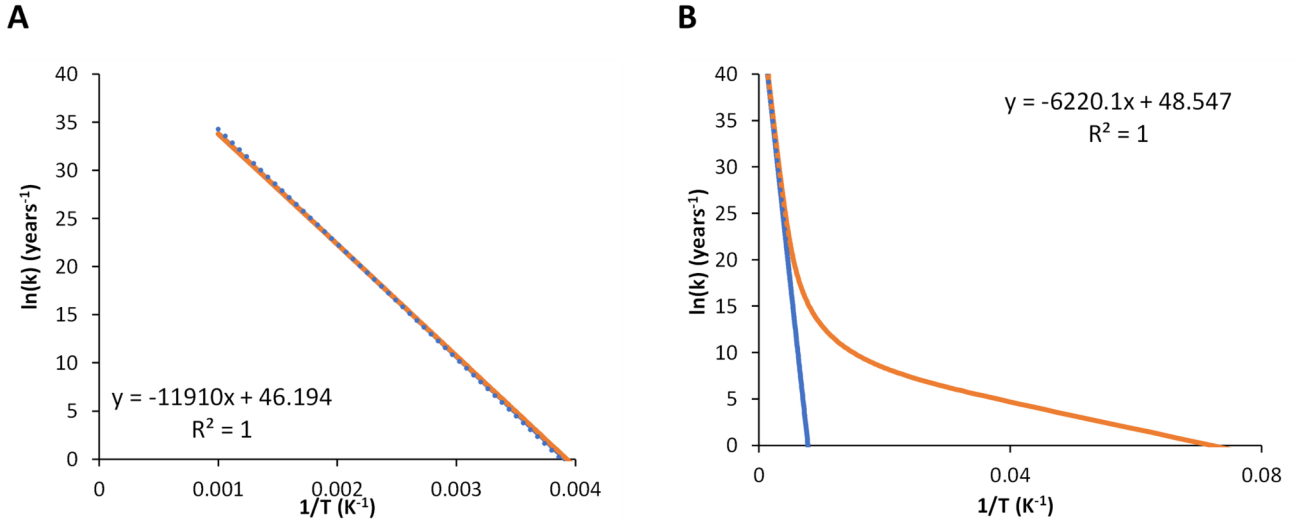 A
40
35
30
25
20
15
10
5
0
ln(k) (years⁻¹)
y = -11910x + 46.194
R² = 1
0 0.001 0.002 0.003 0.004
1/T (K⁻¹)
B
40
35
30
25
20
15
10
5
0
ln(k) (years⁻¹)
y = -6220.1x + 48.547
R² = 1
0 0.04 0.08
1/T (K⁻¹)